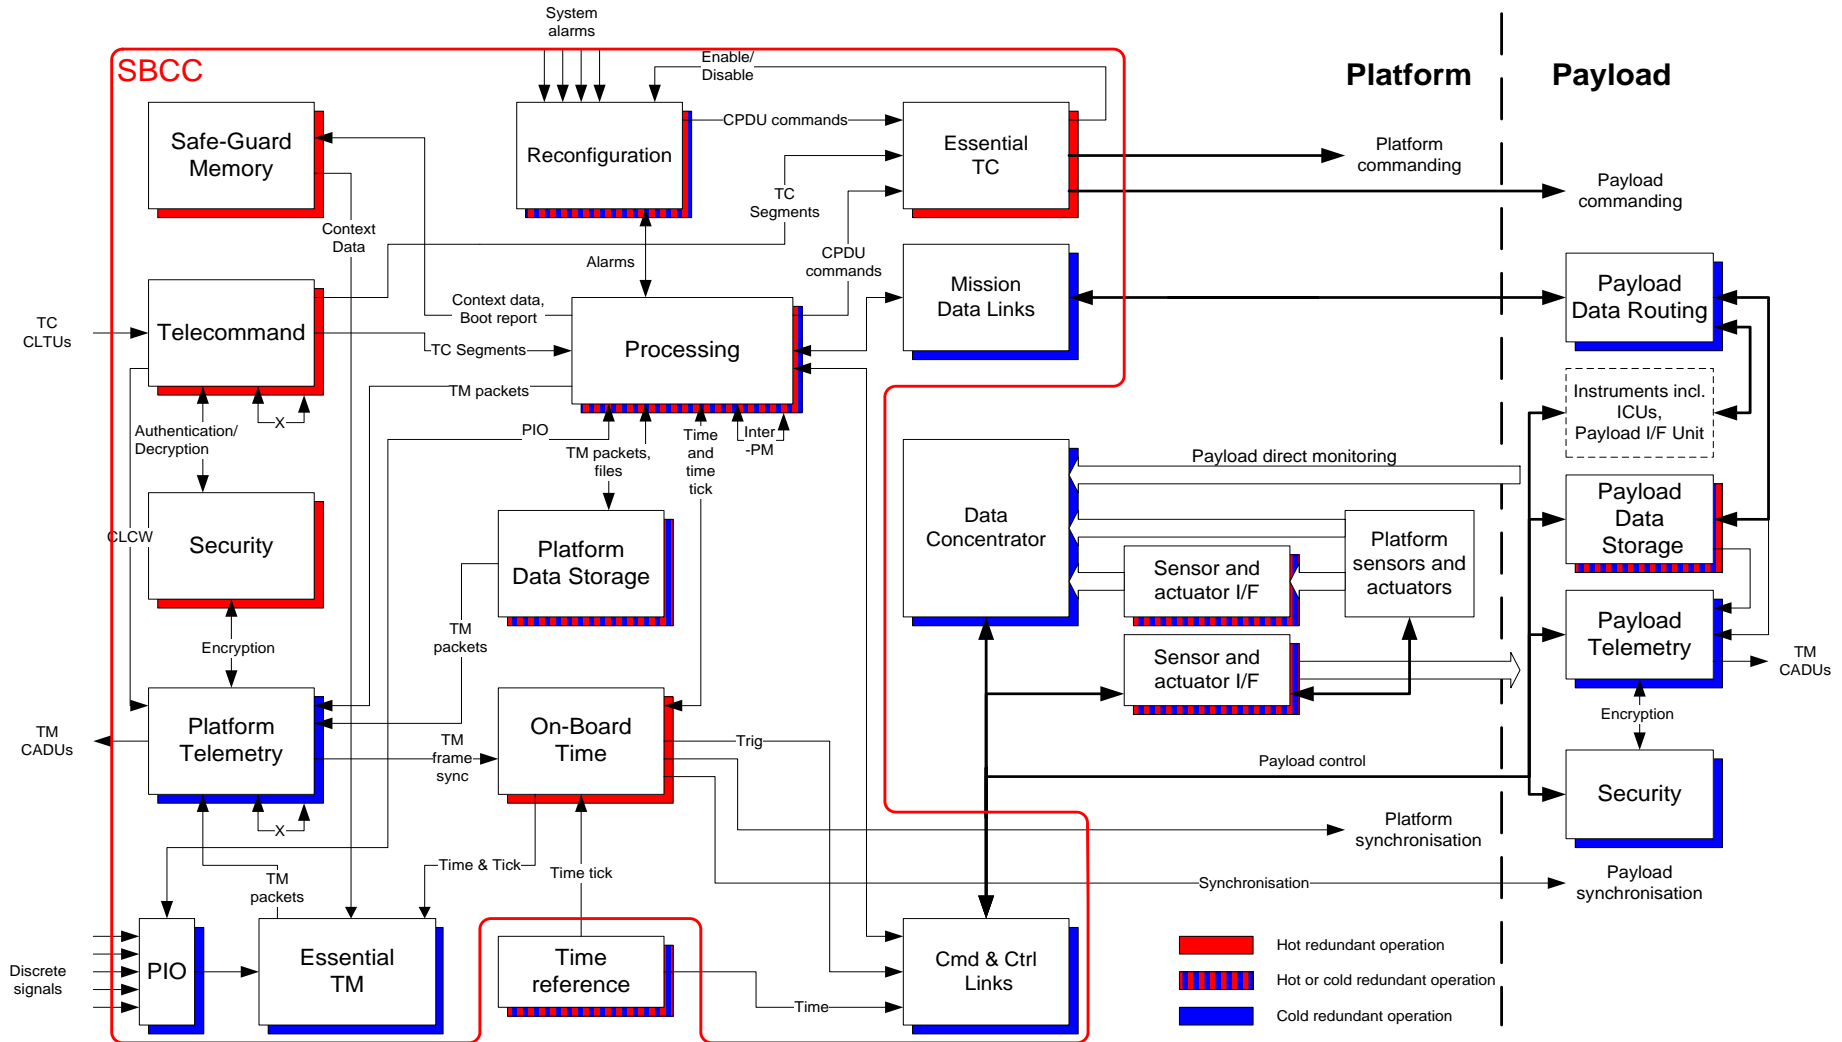 System
alarms
SBCC
Enable/
Disable
Platform
Payload
Safe-Guard
Memory
Reconfiguration
CPDU commands
Essential
TC
Platform
commanding
Payload
commanding
TC
Segments
Context
Data
Alarms
CPDU
commands
Mission
Data Links
Payload
Data Routing
TC
CLTUs
Telecommand
Context data,
Boot report
TC Segments
Processing
TM packets
Instruments incl.
ICUs,
Payload I/F Unit
X
Authentication/
Decryption
PIO
TM packets,
files
Time
and
time
tick
Inter
-PM
Payload direct monitoring
CLCW
Security
Platform
Data Storage
Data
Concentrator
Sensor and
actuator I/F
Platform
sensors and
actuators
Payload
Data
Storage
Encryption
TM
packets
Sensor and
actuator I/F
Payload
Telemetry
TM
CADUs
TM
CADUs
Platform
Telemetry
TM
frame
sync
On-Board
Time
Trig
Encryption
Payload control
Security
X
Platform
synchronisation
TM
packets
Time & Tick
Time tick
Synchronisation
Payload
synchronisation
Discrete
signals
PIO
Essential
TM
Time
reference
Time
Cmd & Ctrl
Links
Hot redundant operation
Hot or cold redundant operation
Cold redundant operation